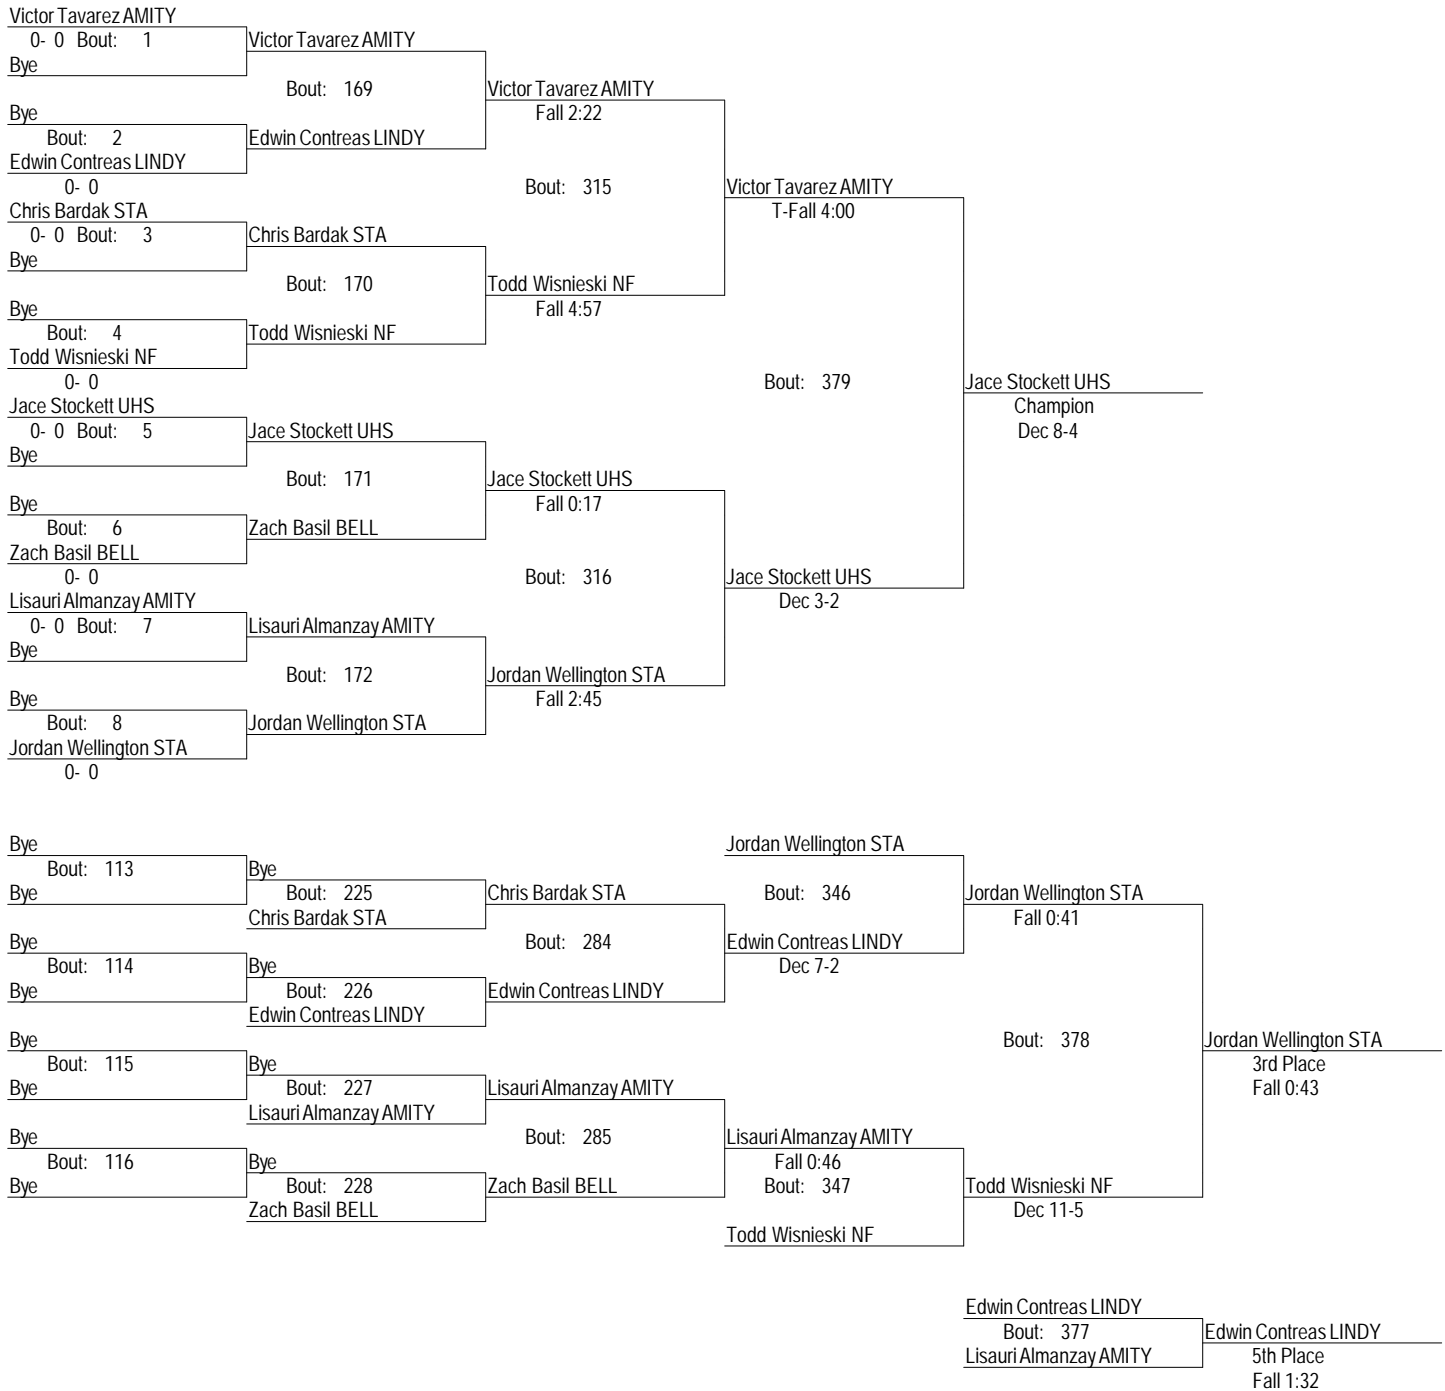 Victor Tavarez AMITY
0- 0 Bout: 1 Victor Tavarez AMITY
Bye
Bout: 169 Victor Tavarez AMITY
Bye Fall 2:22
Bout: 2 Edwin Contreas LINDY
Edwin Contreas LINDY
0- 0 Bout: 315 Victor Tavarez AMITY
Chris Bardak STA T-Fall 4:00
0- 0 Bout: 3 Chris Bardak STA
Bye
Bout: 170 Todd Wisnieski NF
Bye Fall 4:57
Bout: 4 Todd Wisnieski NF
Todd Wisnieski NF
0- 0 Bout: 379 Jace Stockett UHS
Jace Stockett UHS Champion
0- 0 Bout: 5 Jace Stockett UHS Dec 8-4
Bye
Bout: 171 Jace Stockett UHS
Bye Fall 0:17
Bout: 6 Zach Basil BELL
Zach Basil BELL
0- 0 Bout: 316 Jace Stockett UHS
Lisauri Almanzay AMITY Dec 3-2
0- 0 Bout: 7 Lisauri Almanzay AMITY
Bye
Bout: 172 Jordan Wellington STA
Bye Fall 2:45
Bout: 8 Jordan Wellington STA
Jordan Wellington STA
0- 0
Bye Jordan Wellington STA
Bout: 113 Bye
Bye Bout: 225 Chris Bardak STA Bout: 346 Jordan Wellington STA
Chris Bardak STA Fall 0:41
Bye Bout: 284 Edwin Contreas LINDY
Bout: 114 Bye Dec 7-2
Bye Bout: 226 Edwin Contreas LINDY
Edwin Contreas LINDY
Bye Bout: 378 Jordan Wellington STA
Bout: 115 Bye 3rd Place
Bye Bout: 227 Lisauri Almanzay AMITY Fall 0:43
Lisauri Almanzay AMITY
Bye Bout: 285 Lisauri Almanzay AMITY
Bout: 116 Bye Fall 0:46
Bye Bout: 228 Zach Basil BELL Bout: 347 Todd Wisnieski NF
Zach Basil BELL Dec 11-5
Todd Wisnieski NF
Edwin Contreas LINDY
Bout: 377 Edwin Contreas LINDY
Lisauri Almanzay AMITY 5th Place
Fall 1:32